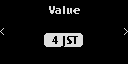 Value
< 4 JST >